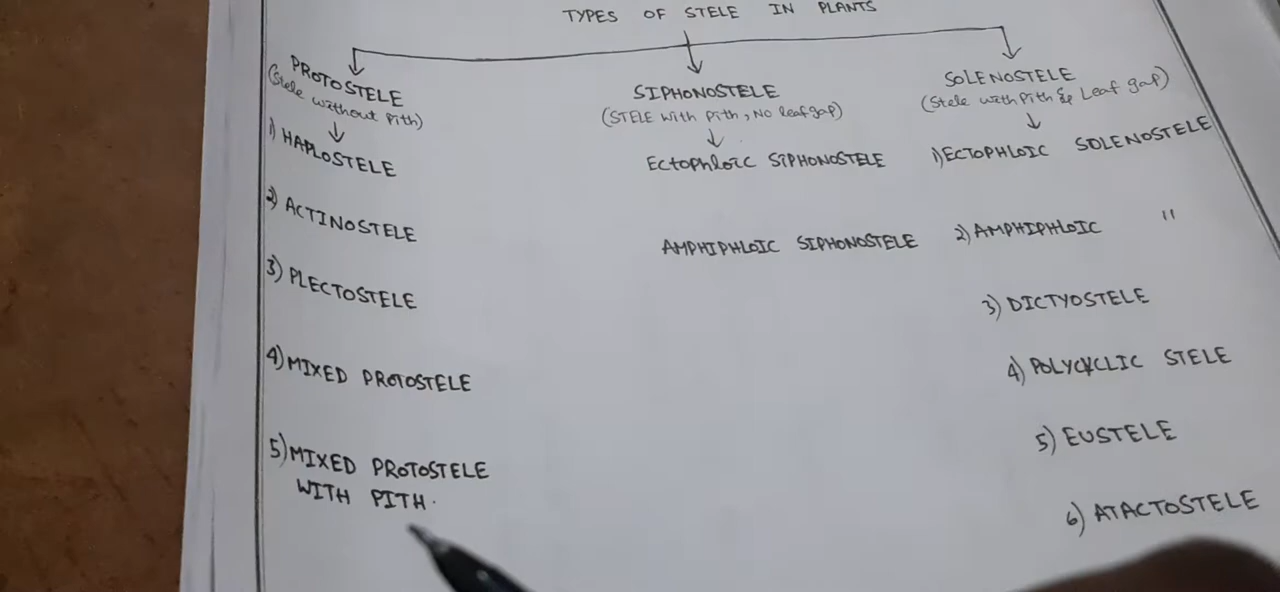 TYPES OF STELE IN PLANTS
PROTOSTELE
(Stele without Pith)
1) HAPLOSTELE
2) ACTINOSTELE
3) PLECTOSTELE
4) MIXED PROTOSTELE
5) MIXED PROTOSTELE
WITH PITH.
SIPHONOSTELE
(STELE with pith, NO leaf gap)
Ectophloic SIPHONOSTELE
AMPHIPHLOIC SIPHONOSTELE
SOLENOSTELE
(Stele with Pith & Leaf gap)
1) ECTOPHLOIC SOLENOSTELE
2) AMPHIPHLOIC "
3) DICTYOSTELE
4) POLYCYCLIC STELE
5) EUSTELE
6) ATACTOSTELE